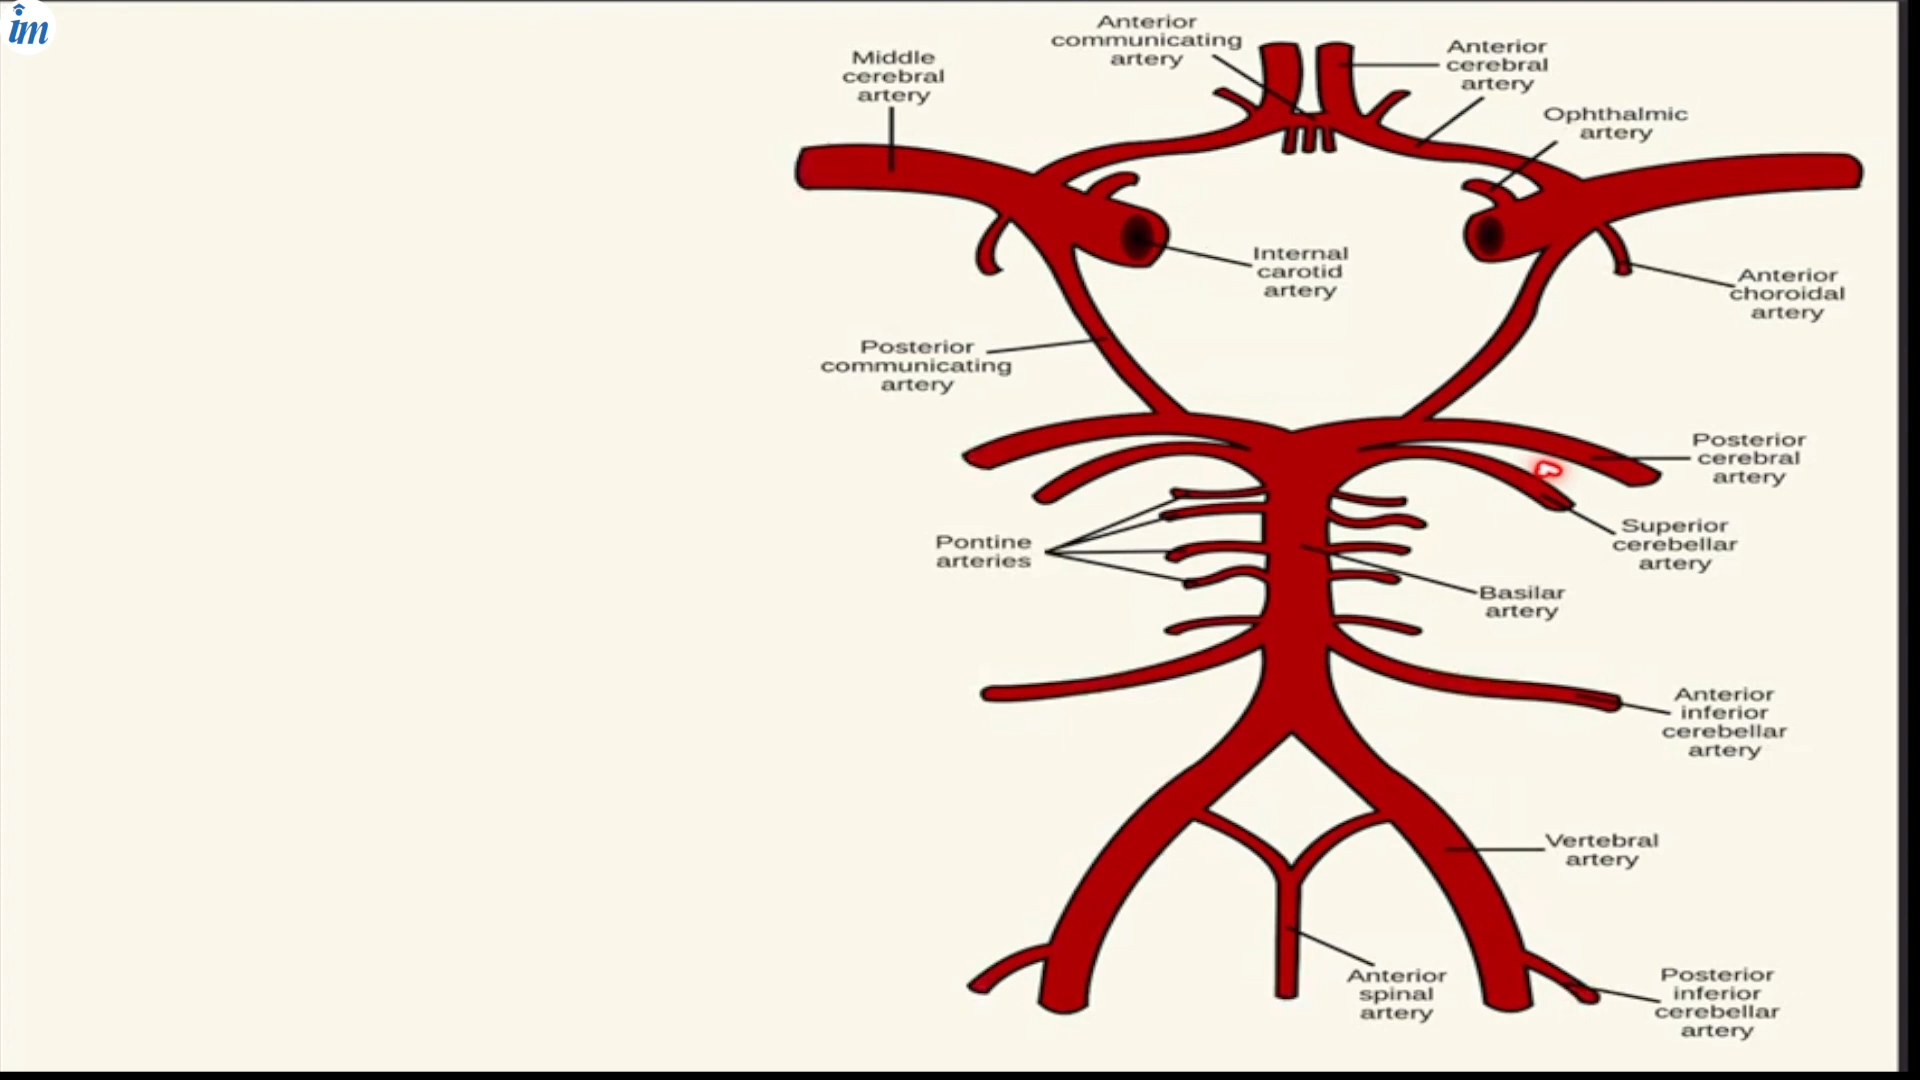 im
Anterior
communicating
artery
Middle
cerebral
artery
Anterior
cerebral
artery
Ophthalmic
artery
Internal
carotid
artery
Anterior
choroidal
artery
Posterior
communicating
artery
Posterior
cerebral
artery
Superior
cerebellar
artery
Pontine
arteries
Basilar
artery
Anterior
inferior
cerebellar
artery
Vertebral
artery
Anterior
spinal
artery
Posterior
inferior
cerebellar
artery